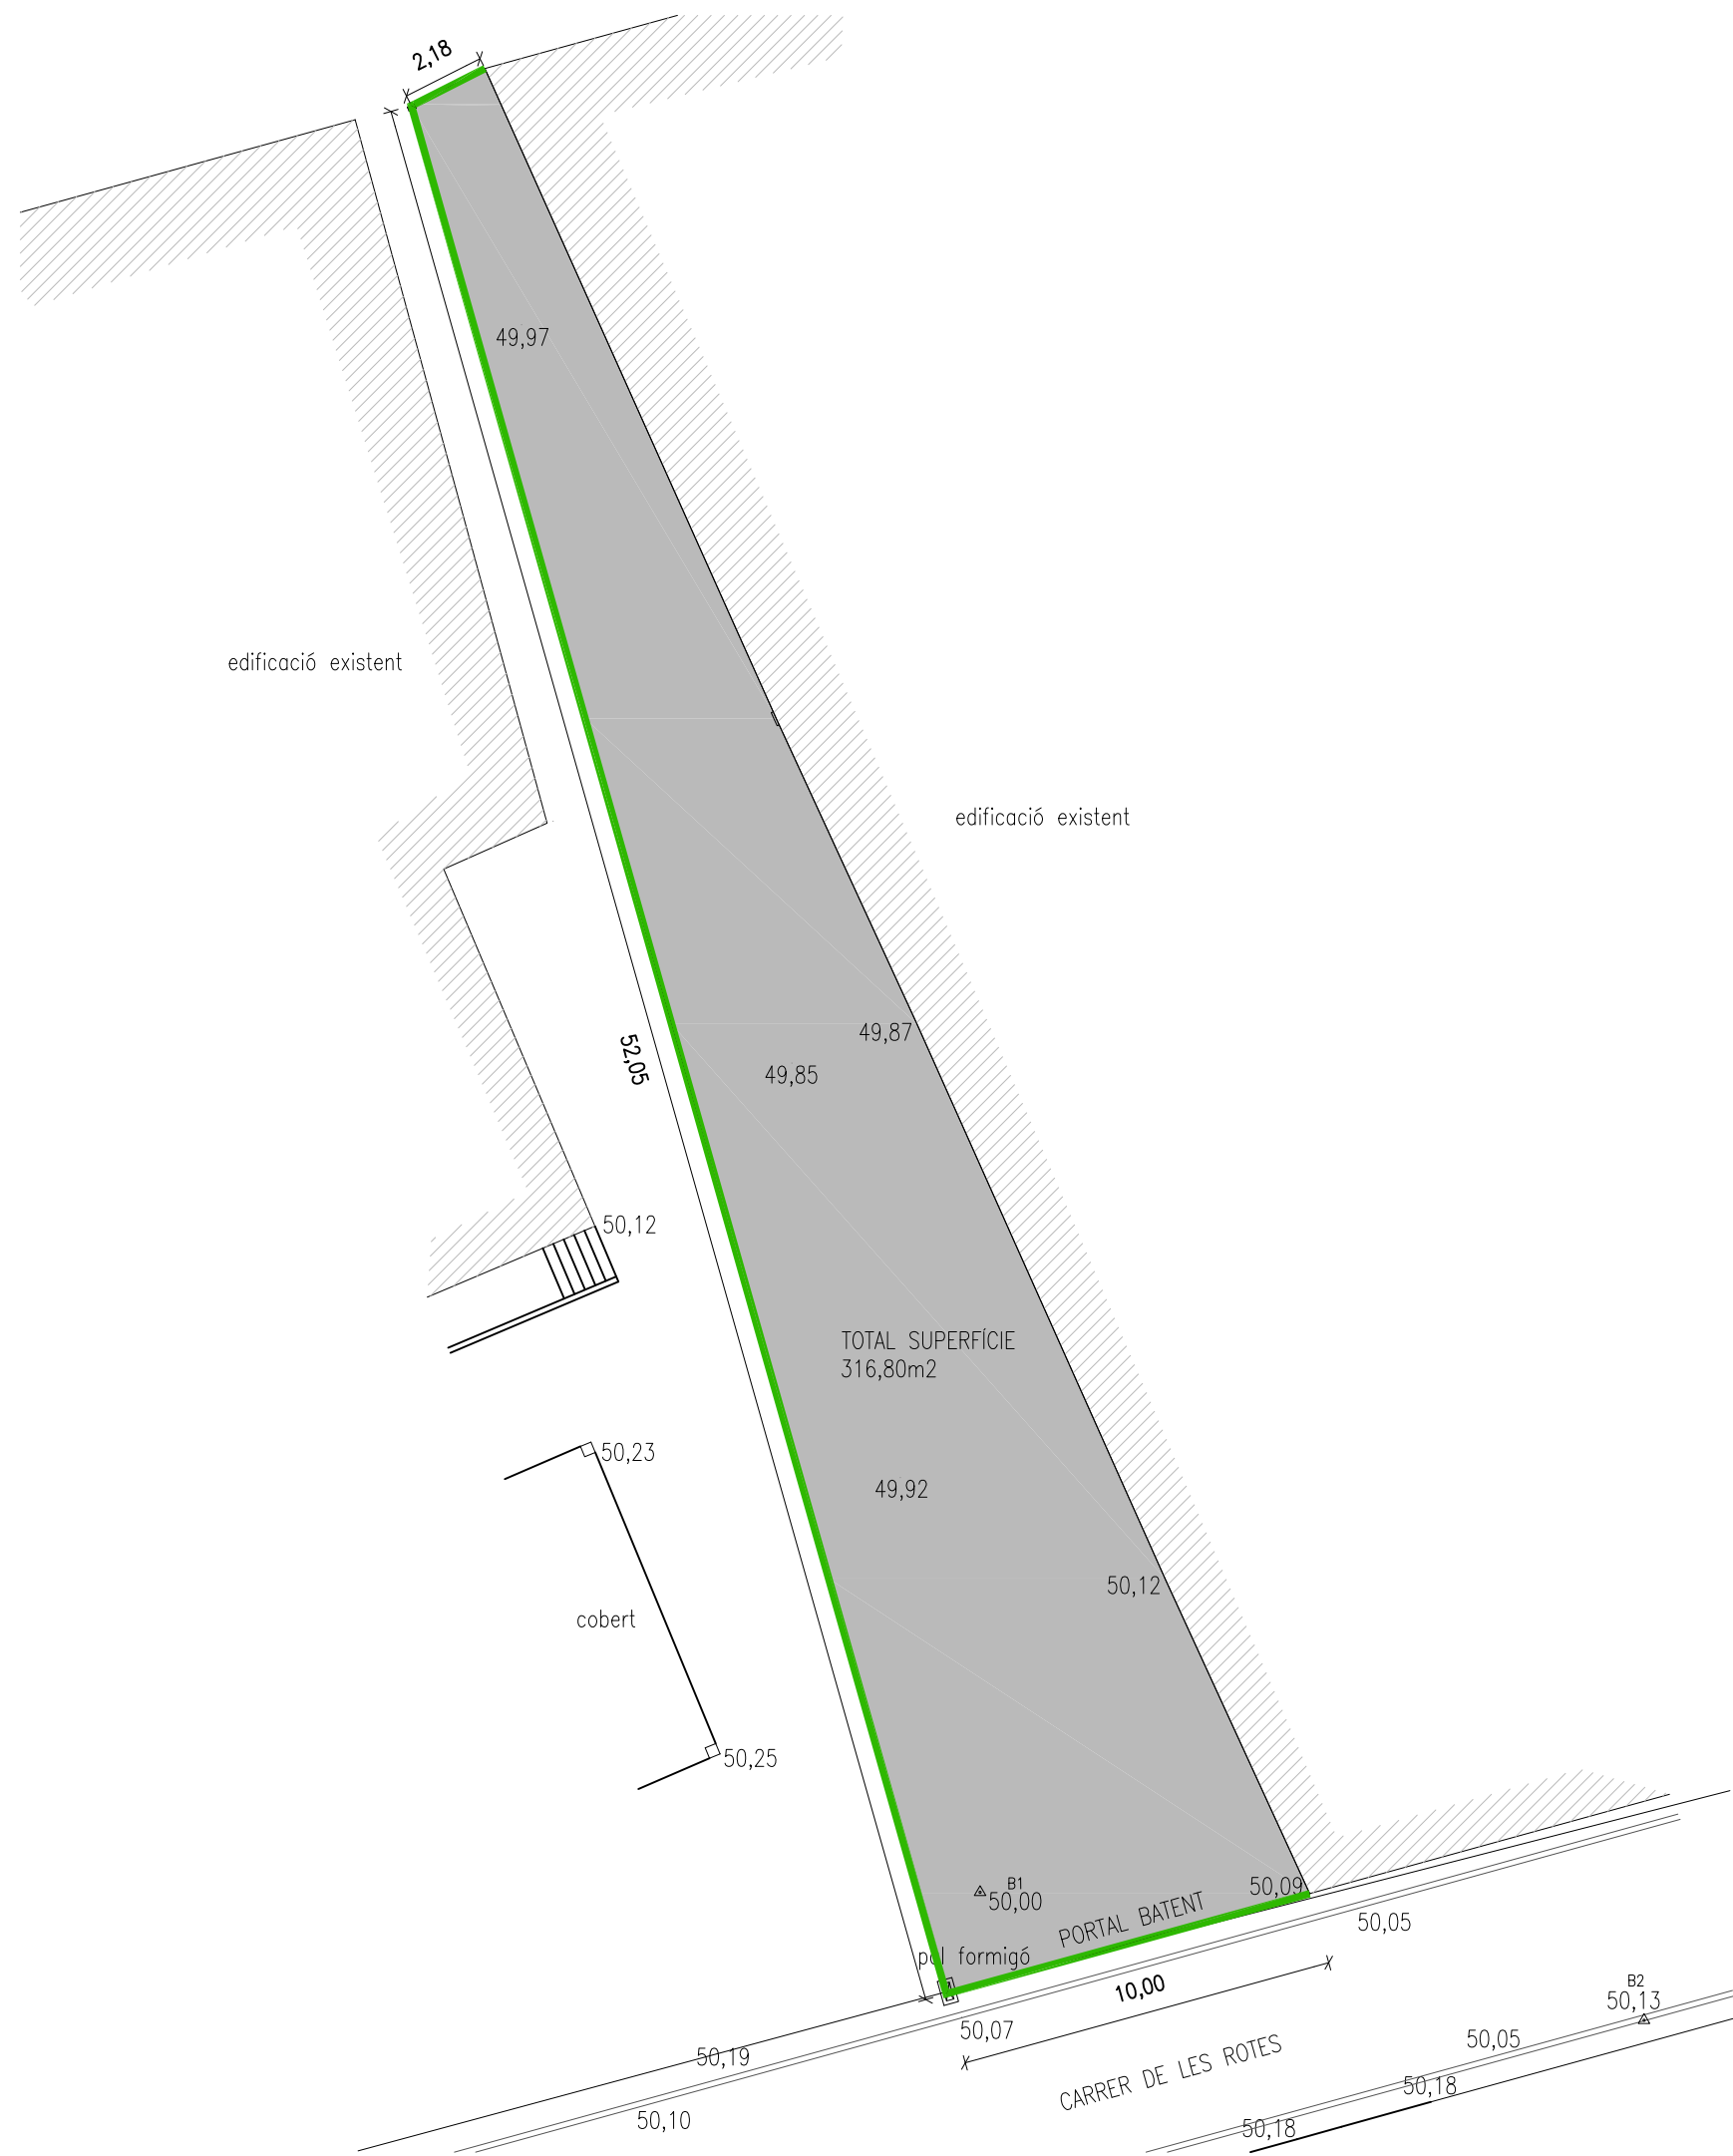 2,18
49,97
edificació existent
edificació existent
49,87
52,05
49,85
50,12
TOTAL SUPERFÍCIE
316,80m2
50,23
49,92
50,12
cobert
50,25
B1
50,00
50,09
PORTAL BATENT
50,05
pal formigó
10,00
B2
50,13
50,07
50,05
50,19
CARRER DE LES ROTES
50,18
50,10
50,18